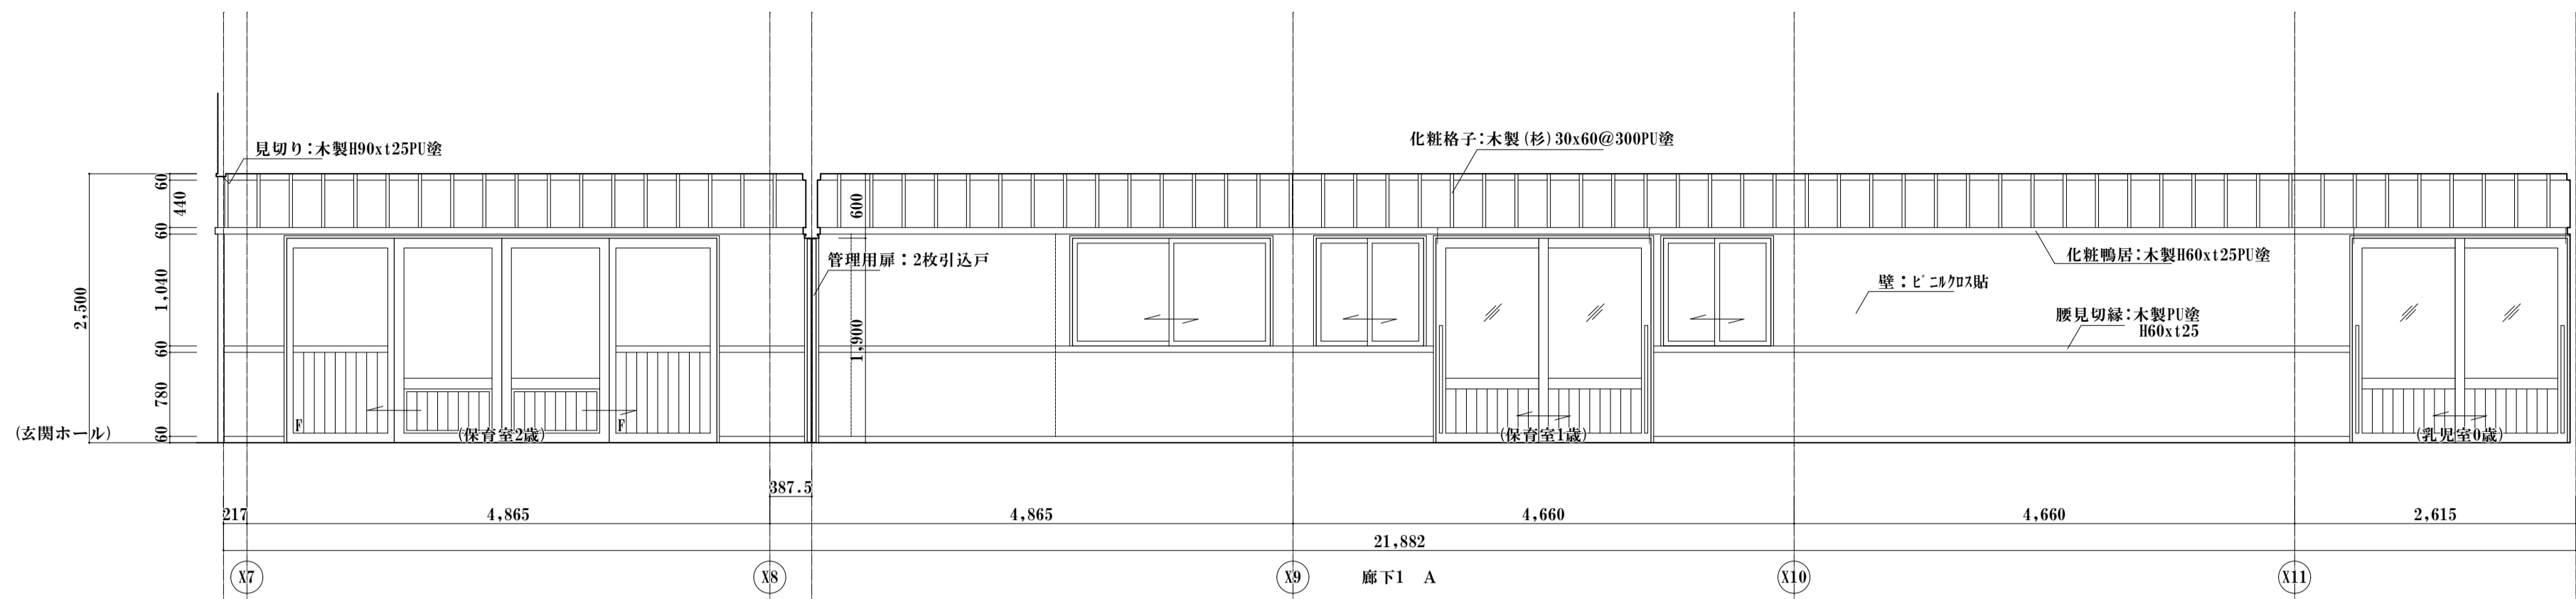 化粧格子：木製(杉)30x60@300PU塗
見切り：木製H90xt25PU塗
60
440
600
60
管理用扉：2枚引込戸
化粧鴨居：木製H60xt25PU塗
壁：ﾋﾞﾆﾙｸﾛｽ貼
1,040
2,500
腰見切縁：木製PU塗
H60xt25
1,900
60
780
F
F
60
(玄関ホール)
(保育室2歳)
(保育室1歳)
(乳児室0歳)
387.5
217
4,865
4,865
4,660
4,660
2,615
21,882
X7
X8
X9
廊下1　A
X10
X11